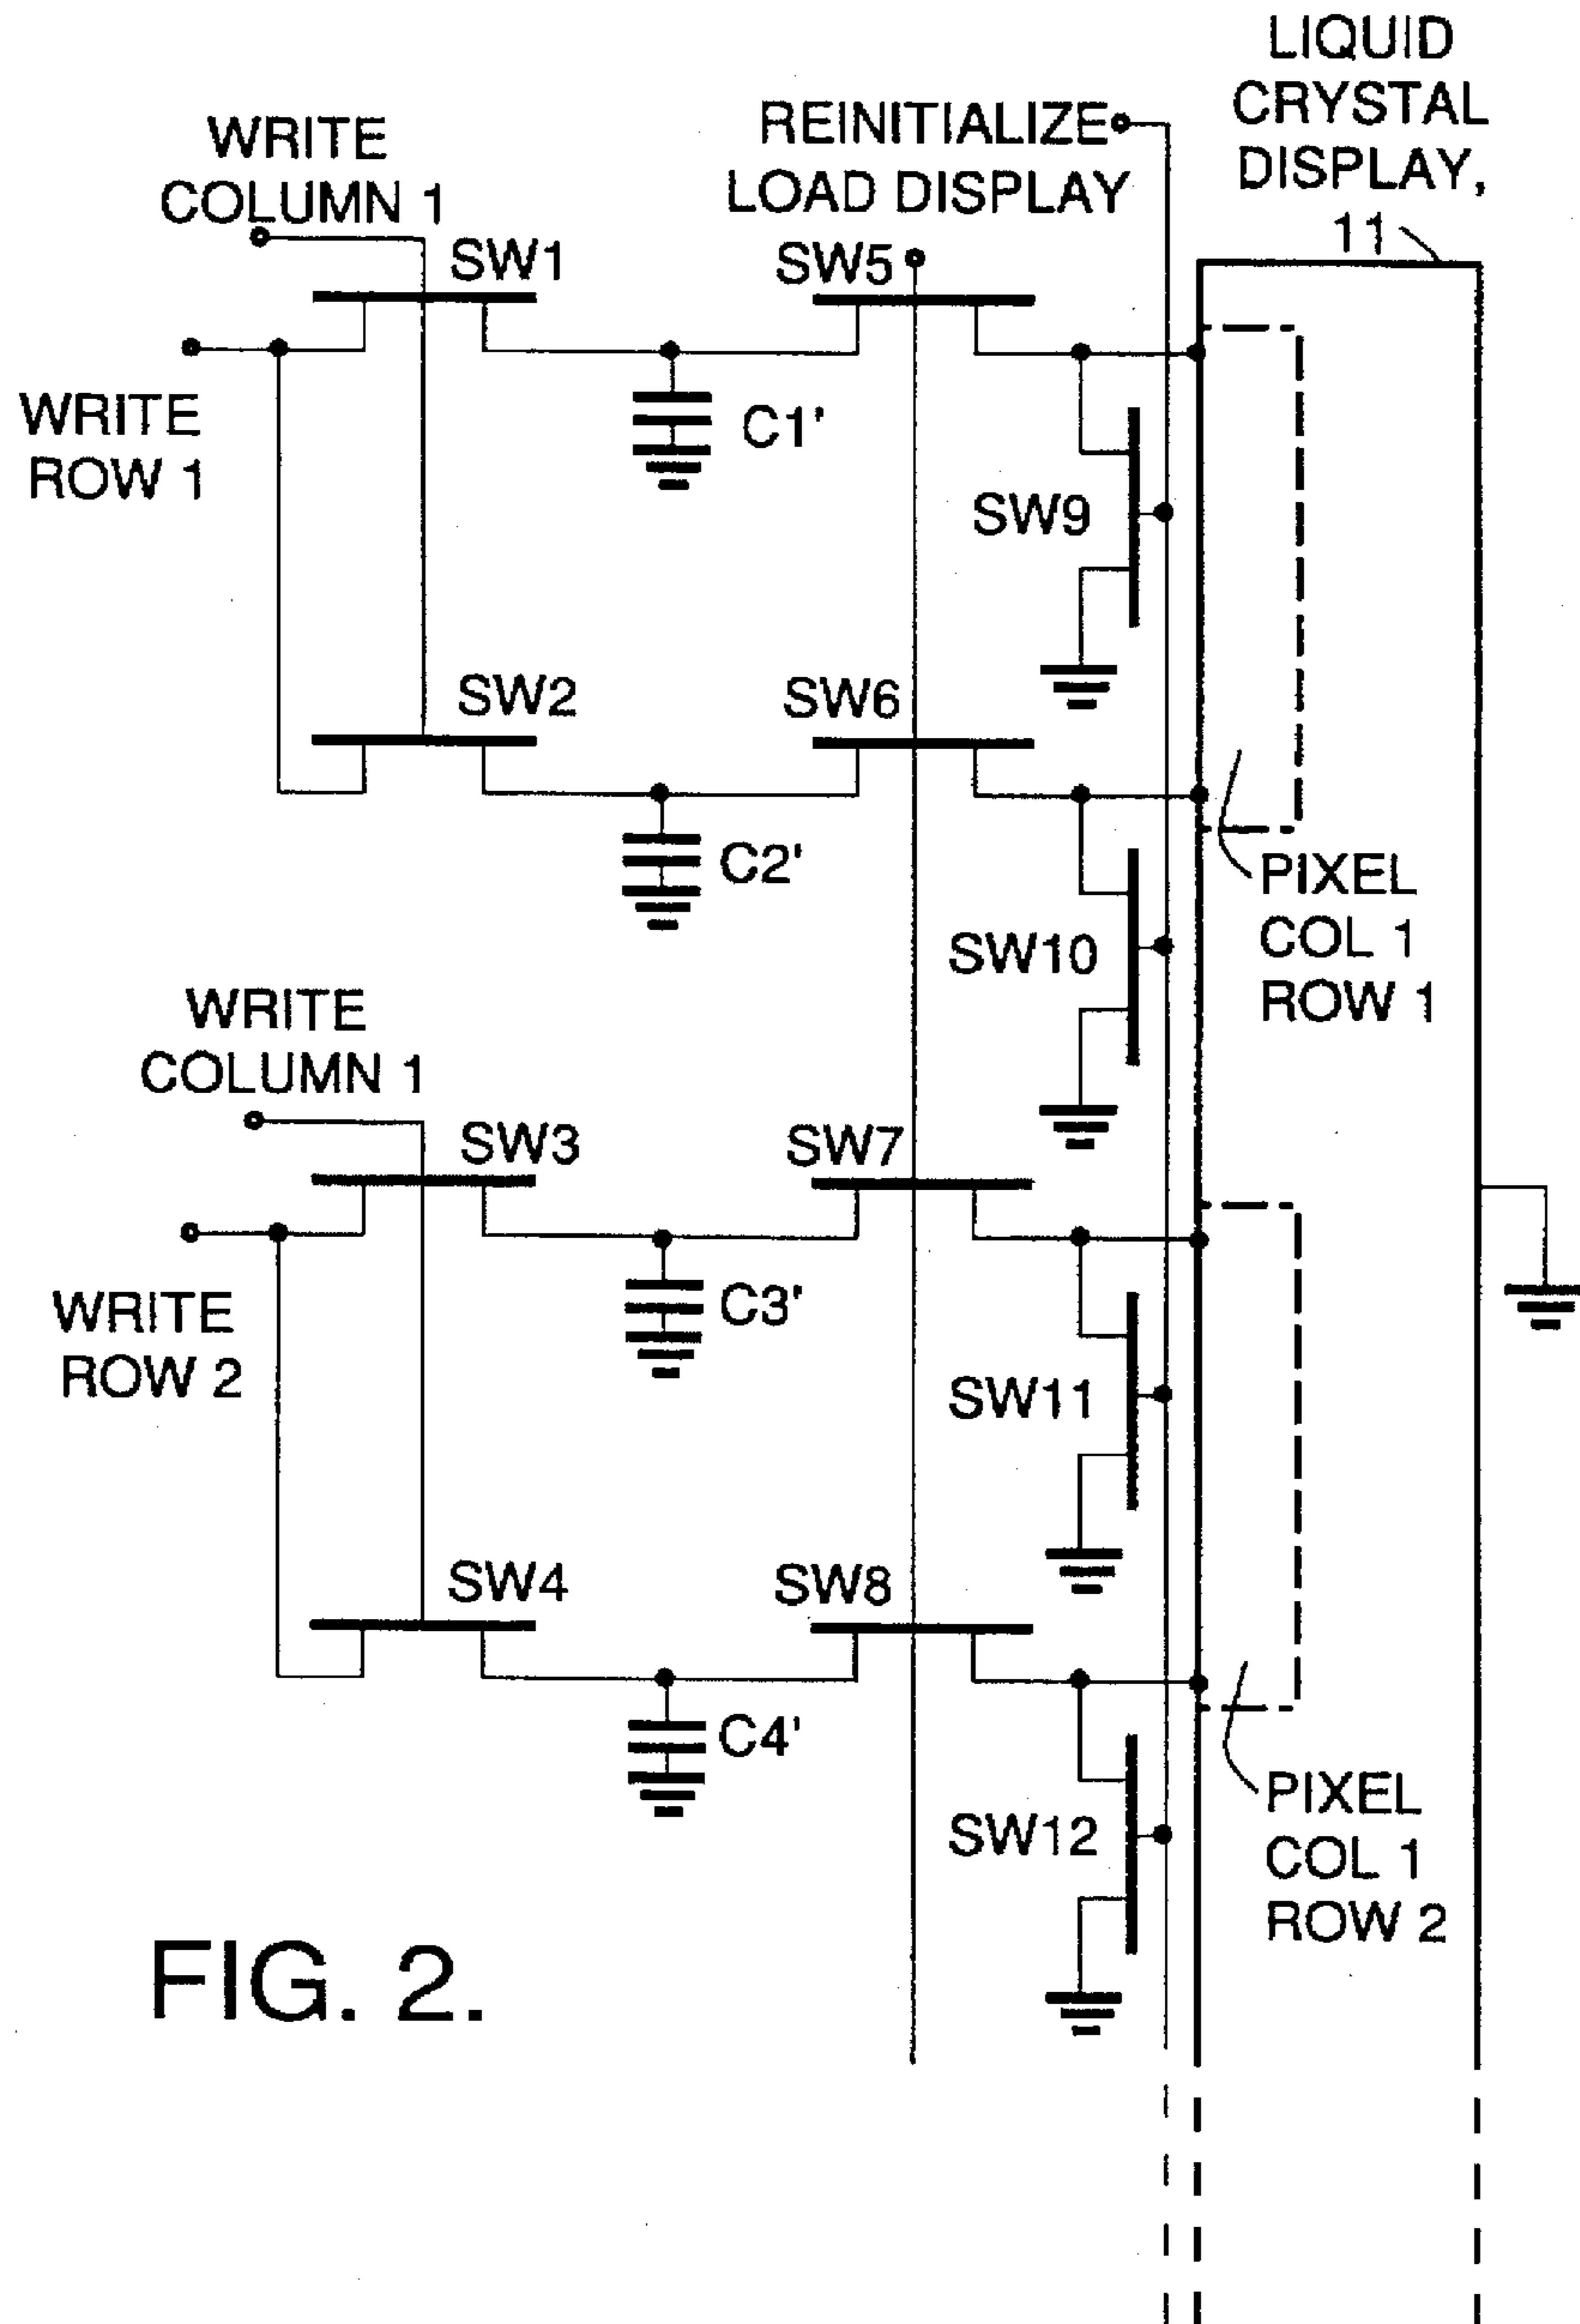 LIQUID
CRYSTAL
DISPLAY,
11
REINITIALIZE
LOAD DISPLAY
WRITE
COLUMN 1
SW1
SW5
WRITE
ROW 1
C1'
SW9
SW2
SW6
C2'
PIXEL
COL 1
ROW 1
SW10
WRITE
COLUMN 1
SW3
SW7
WRITE
ROW 2
C3'
SW11
SW4
SW8
C4'
PIXEL
COL 1
ROW 2
SW12
FIG. 2.